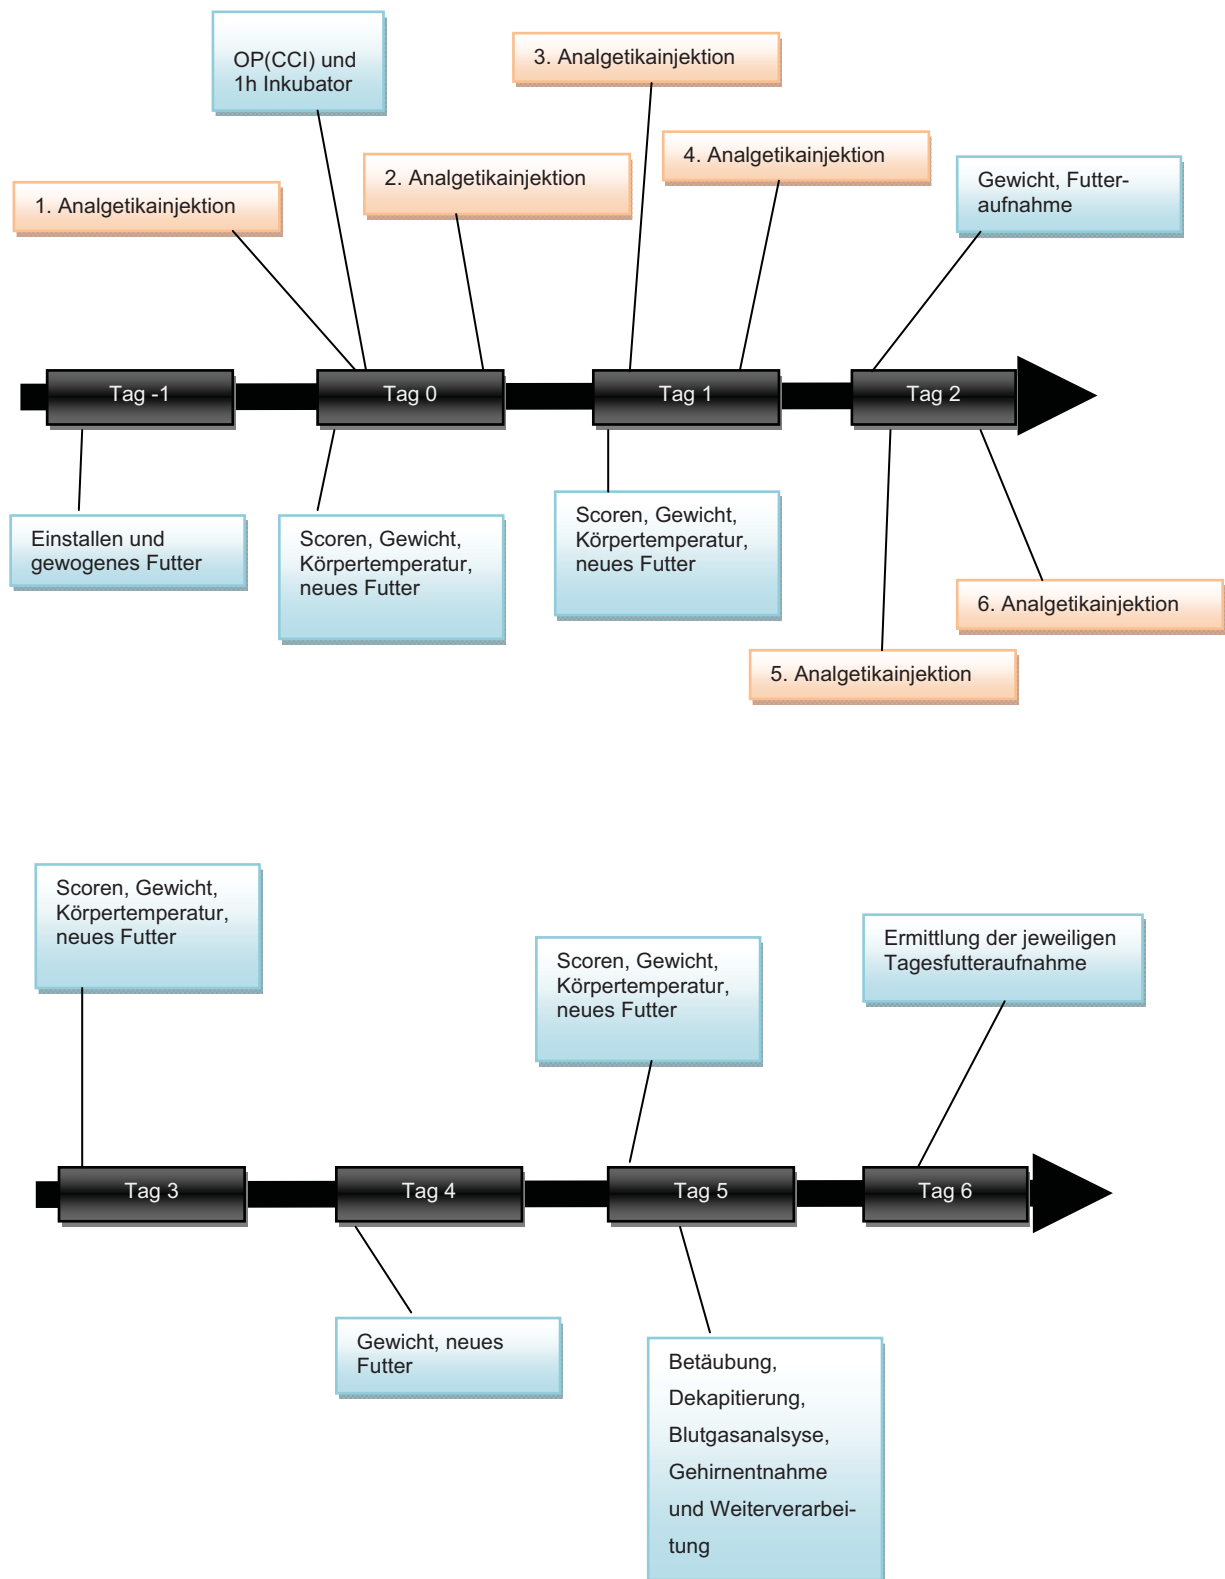 OP(CCI) und
1h Inkubator
3. Analgetikainjektion
4. Analgetikainjektion
2. Analgetikainjektion
1. Analgetikainjektion
Gewicht, Futter-
aufnahme
Tag -1
Tag 0
Tag 1
Tag 2
Einstallen und
gewogenes Futter
Scoren, Gewicht,
Körpertemperatur,
neues Futter
Scoren, Gewicht,
Körpertemperatur,
neues Futter
6. Analgetikainjektion
5. Analgetikainjektion
Scoren, Gewicht,
Körpertemperatur,
neues Futter
Scoren, Gewicht,
Körpertemperatur,
neues Futter
Ermittlung der jeweiligen
Tagesfutteraufnahme
Tag 3
Tag 4
Tag 5
Tag 6
Gewicht, neues
Futter
Betäubung,
Dekapitierung,
Blutgasanalsyse,
Gehirnentnahme
und Weiterverarbei-
tung